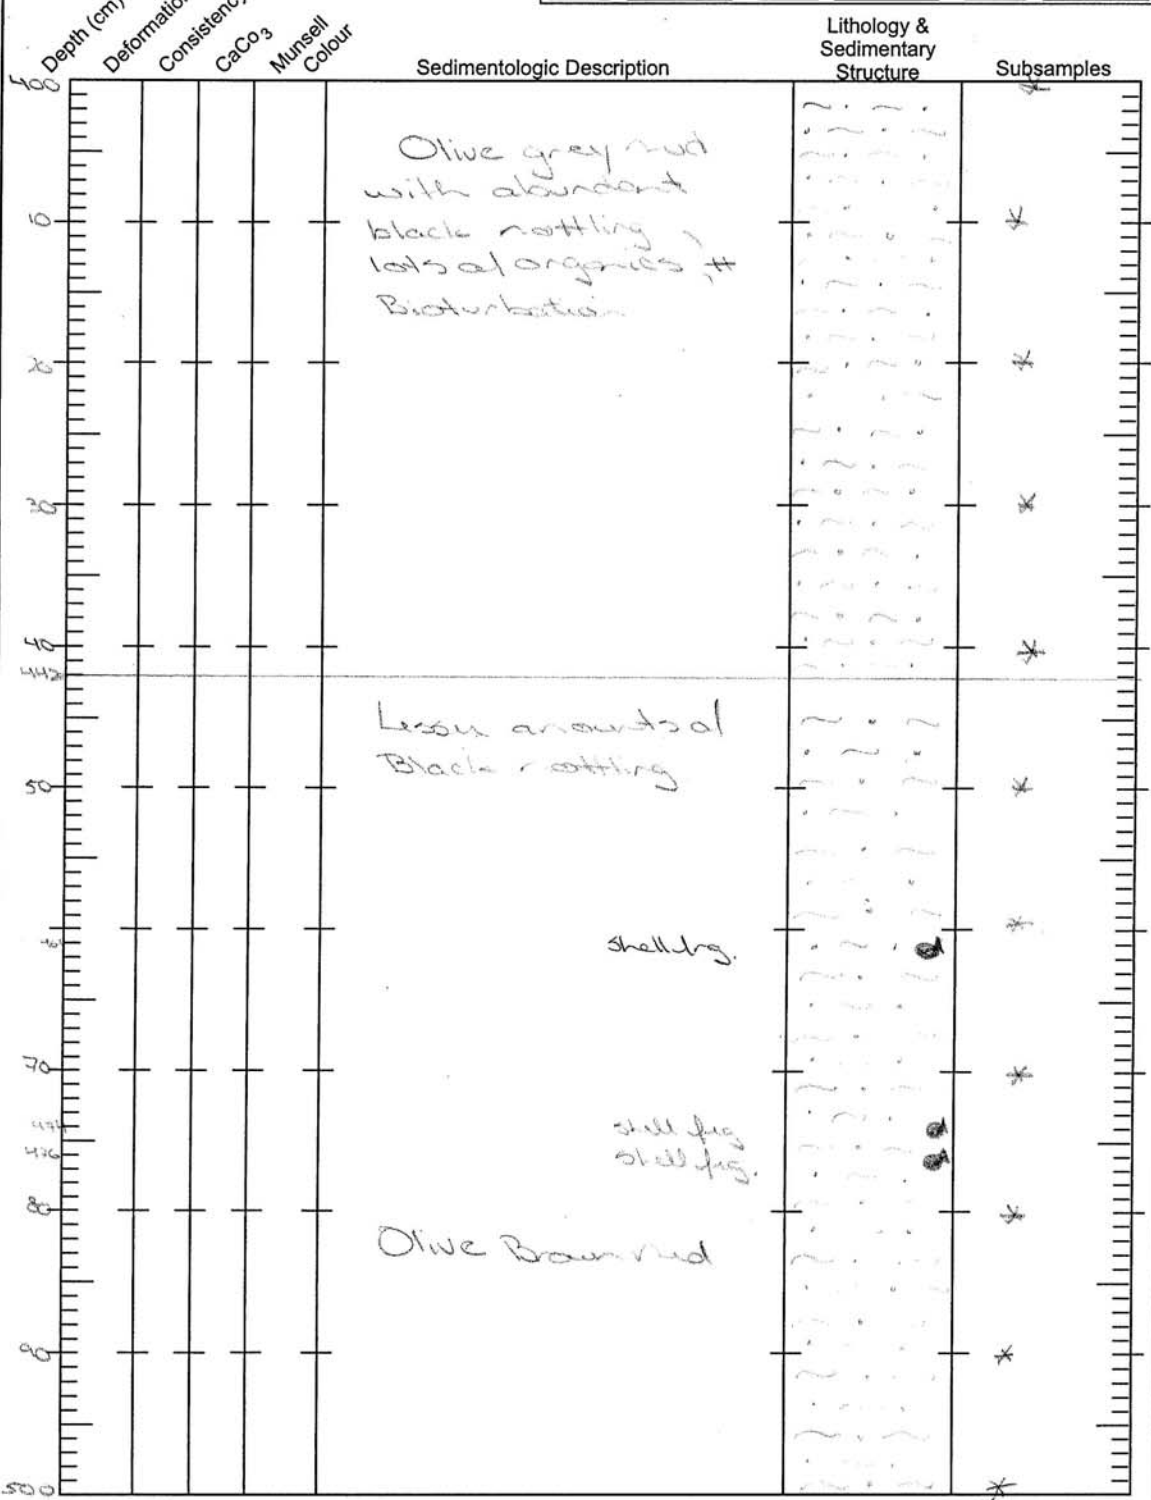 Depth (cm)
Deformation
Consistency
CaCo3
Munsell
Colour
Sedimentologic Description
Lithology &
Sedimentary
Structure
Subsamples
400
Olive grey mud
with abundant
10
black mottling,
lots of organics, #
Bioturbation
20
30
40
442
Lesser amounts of
Black mottling
50
shell frg.
70
474
shell frg
476
shell frg.
80
Olive Brown mud
90
500